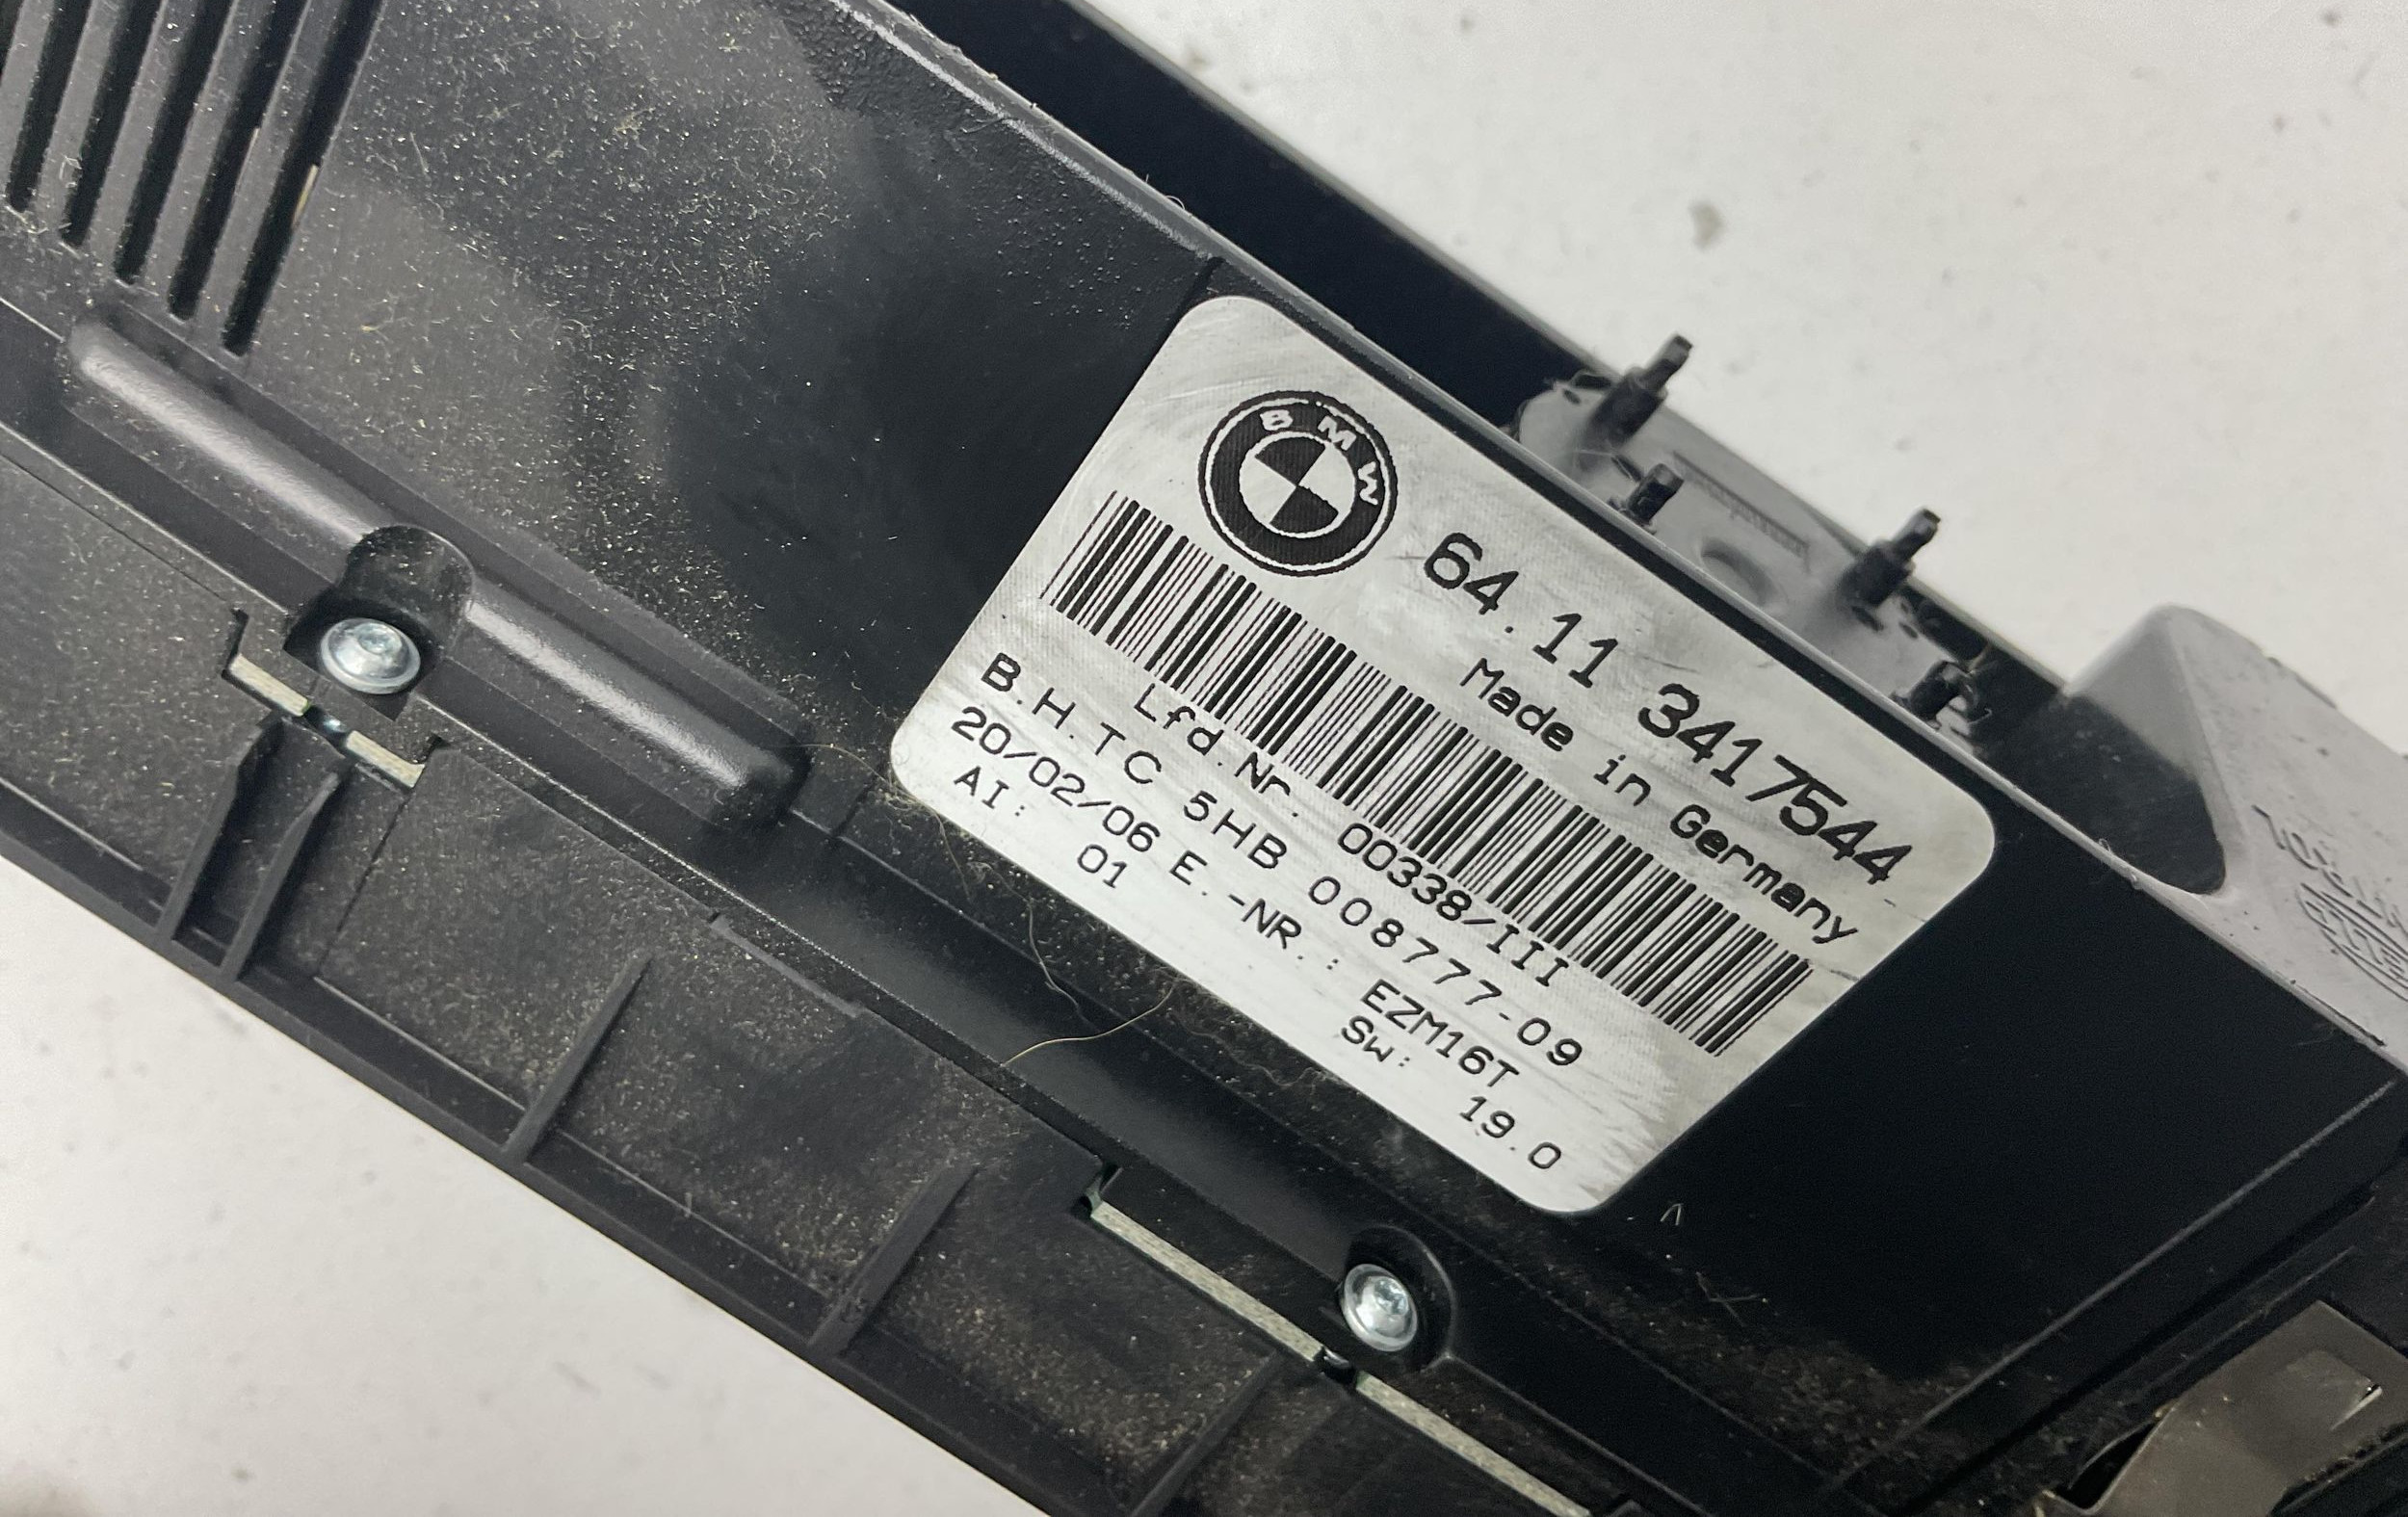 BMW
64.11 3417544
Made in Germany
Lfd.Nr. 00338/III
B.H.TC 5HB 008777-09
20/02/06 E.-NR.: EZM16T
AI: 01 SW: 19.0